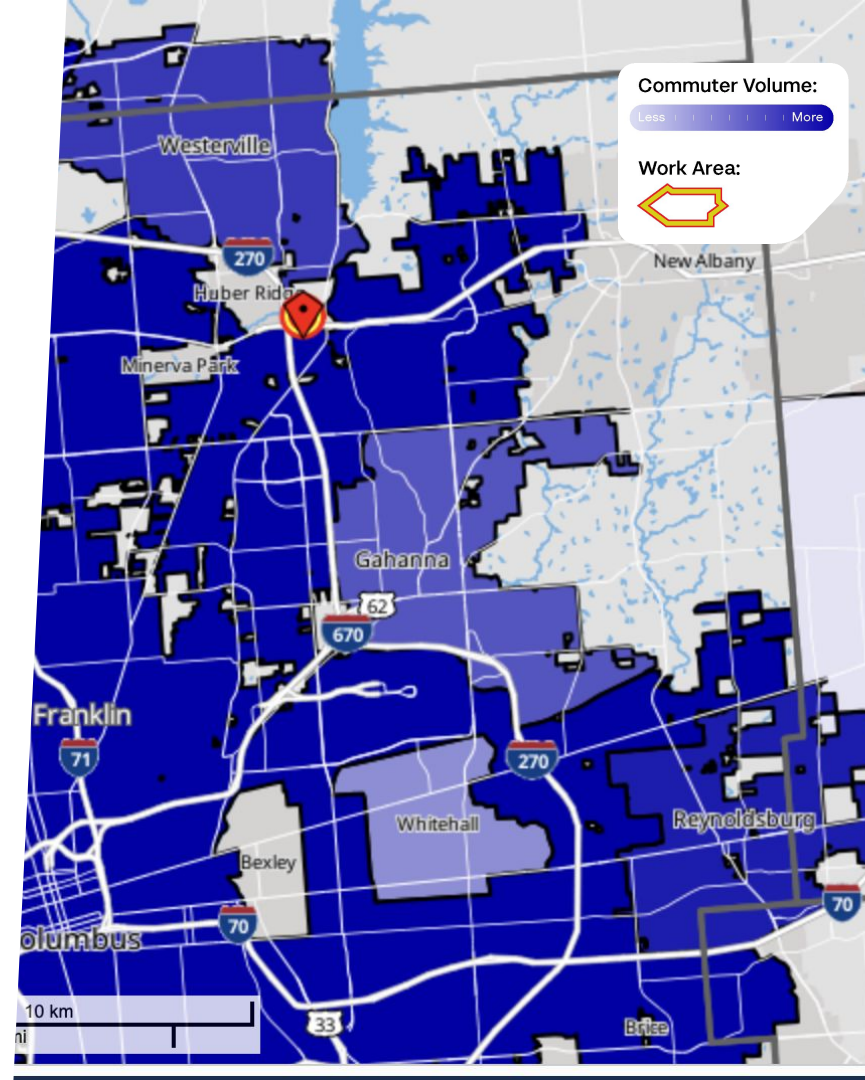 Commuter Volume:
Less
More
Work Area:
Westerville
270
New Albany
Huber Ridge
Minerva Park
Gahanna
62
670
Franklin
71
270
Whitehall
Reynoldsburg
Bexley
70
70
olumbus
10 km
mi
33
Brice